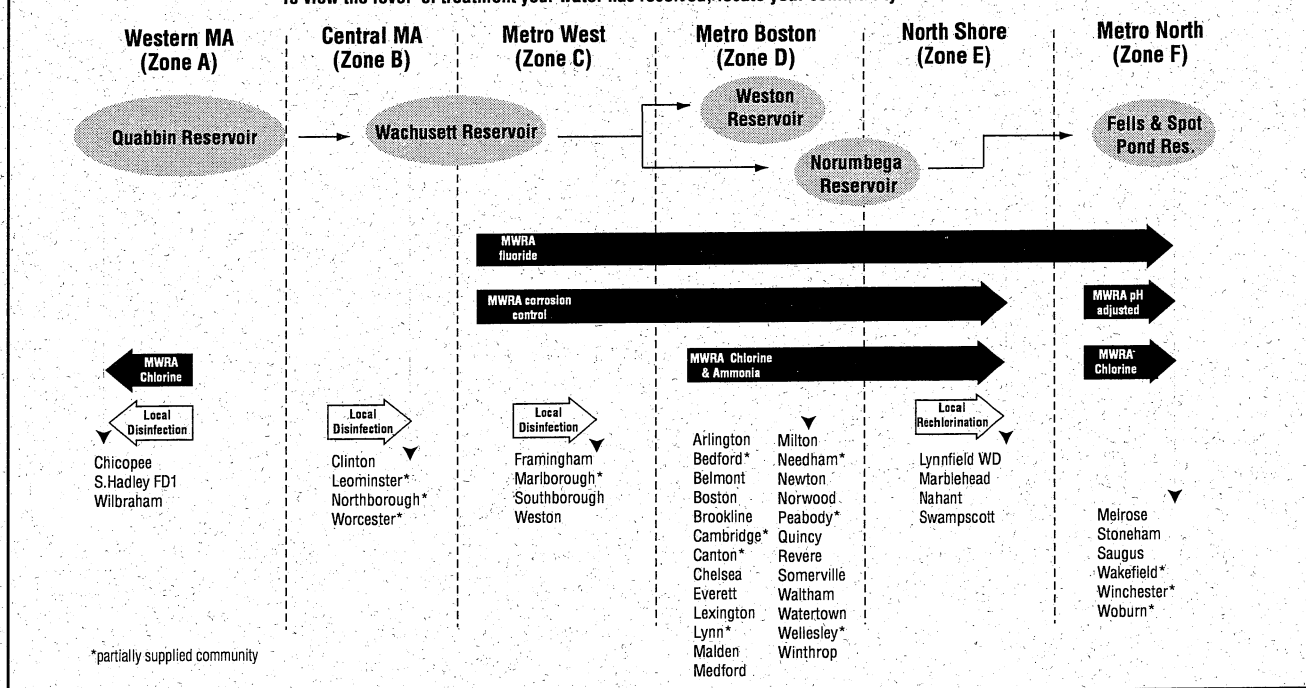 Western MA
(Zone A)
Central MA
(Zone B)
Metro West
(Zone C)
Metro Boston
(Zone D)
North Shore
(Zone E)
Metro North
(Zone F)
Quabbin Reservoir
Wachusett Reservoir
Weston
Reservoir
Norumbega
Reservoir
Fells & Spot
Pond Res.
MWRA
fluoride
MWRA corrosion
control
MWRA pH
adjusted
MWRA
Chlorine
MWRA Chlorine
& Ammonia
MWRA
Chlorine
Local
Disinfection
Chicopee
S.Hadley FD1
Wilbraham
Local
Disinfection
Clinton
Leominster*
Northborough*
Worcester*
Local
Disinfection
Framingham
Marlborough*
Southborough
Weston
Arlington
Bedford*
Belmont
Boston
Brookline
Cambridge*
Canton*
Chelsea
Everett
Lexington
Lynn*
Malden
Medford
Milton
Needham*
Newton
Norwood
Peabody*
Quincy
Revere
Somerville
Waltham
Watertown
Wellesley*
Winthrop
Local
Rechlorination
Lynnfield WD
Marblehead
Nahant
Swampscott
Melrose
Stoneham
Saugus
Wakefield*
Winchester*
Woburn*
*partially supplied community